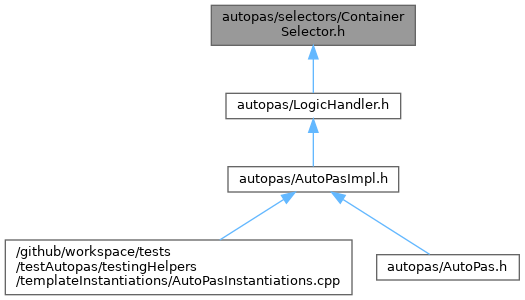 autopas/selectors/Container
Selector.h
autopas/LogicHandler.h
autopas/AutoPasImpl.h
/github/workspace/tests
/testAutopas/testingHelpers
/templateInstantiations/AutoPasInstantiations.cpp
autopas/AutoPas.h